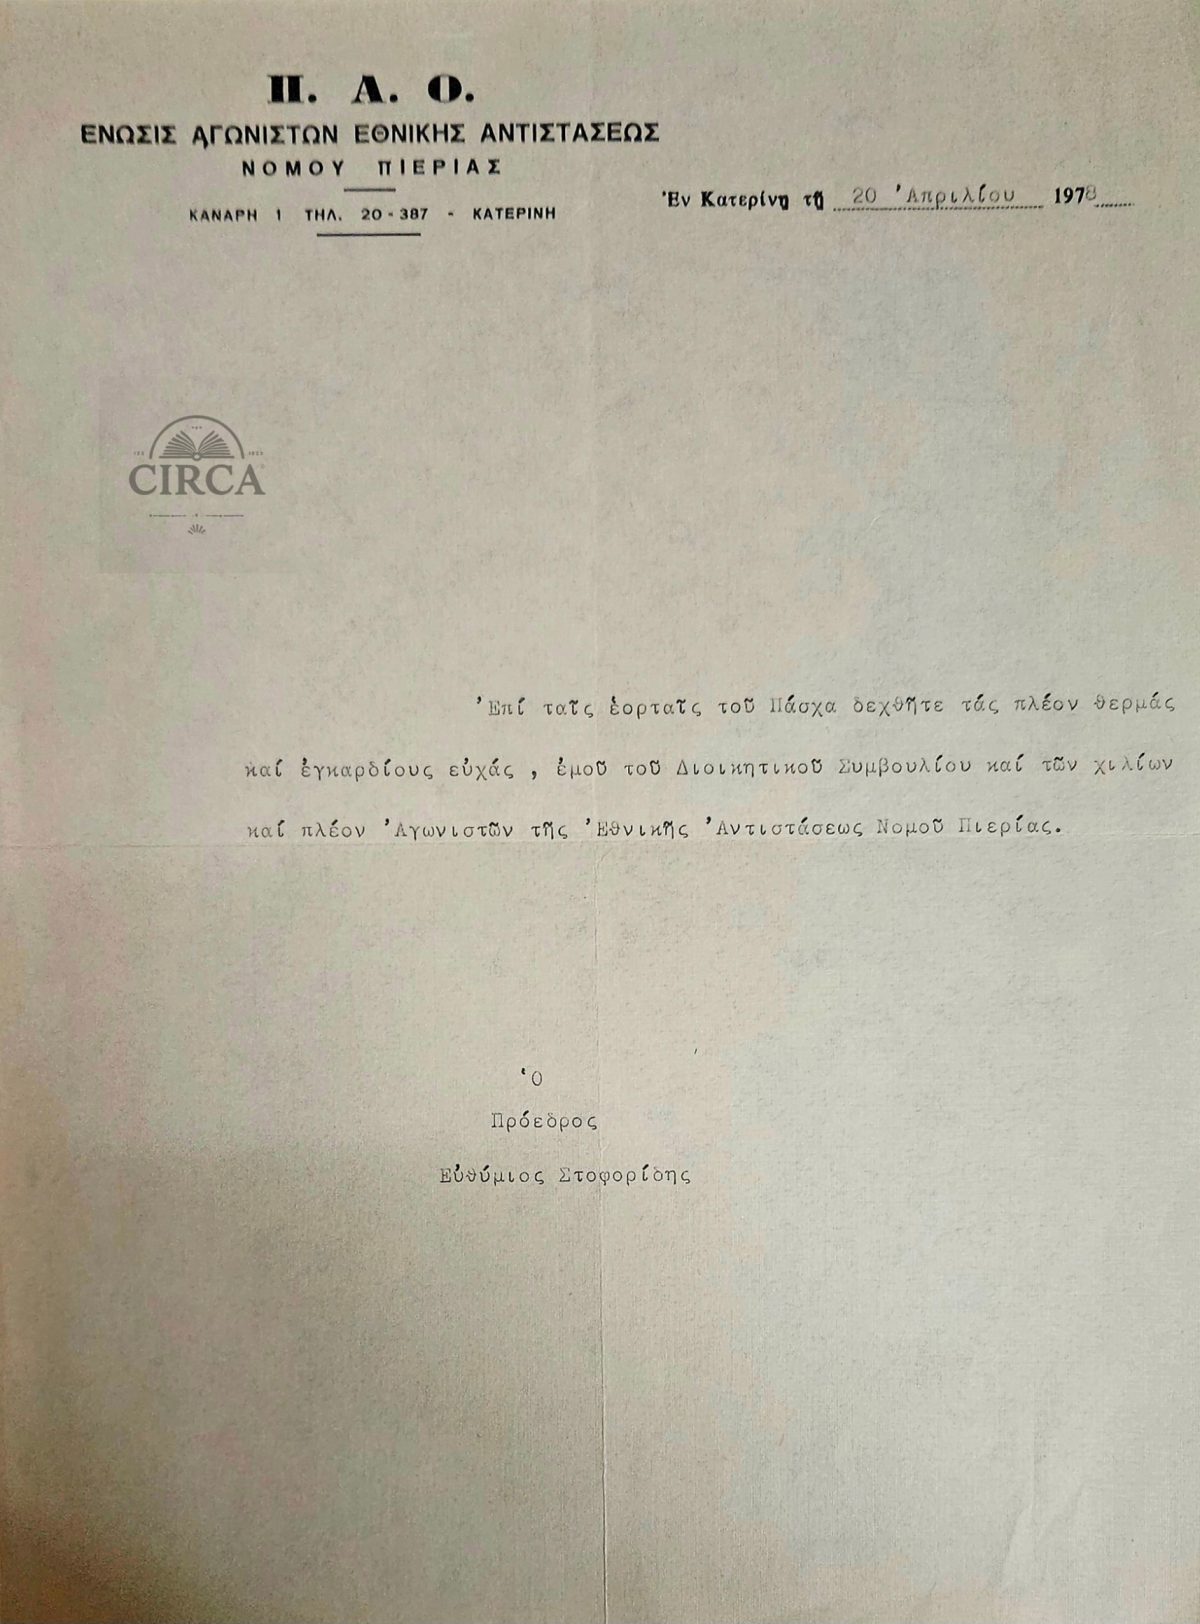 Π. Α. Ο.
ΕΝΩΣΙΣ ΑΓΩΝΙΣΤΩΝ ΕΘΝΙΚΗΣ ΑΝΤΙΣΤΑΣΕΩΣ
ΝΟΜΟΥ ΠΙΕΡΙΑΣ
ΚΑΝΑΡΗ 1 ΤΗΛ. 20-387 - ΚΑΤΕΡΙΝΗ
Ἐν Κατερίνῃ τῇ 20 Ἀπριλίου 1978
CIRCA
Ἐπί ταῖς ἑορταῖς τοῦ Πάσχα δεχθῆτε τάς πλέον θερμάς
καί ἐγκαρδίους εὐχάς , ἐμοῦ τοῦ Διοικητικοῦ Συμβουλίου καί τῶν χιλίων
καί πλέον Ἀγωνιστῶν τῆς Ἐθνικῆς Ἀντιστάσεως Νομοῦ Πιερίας.
Ὁ
Πρόεδρος
Εὐθύμιος Στοφορίδης